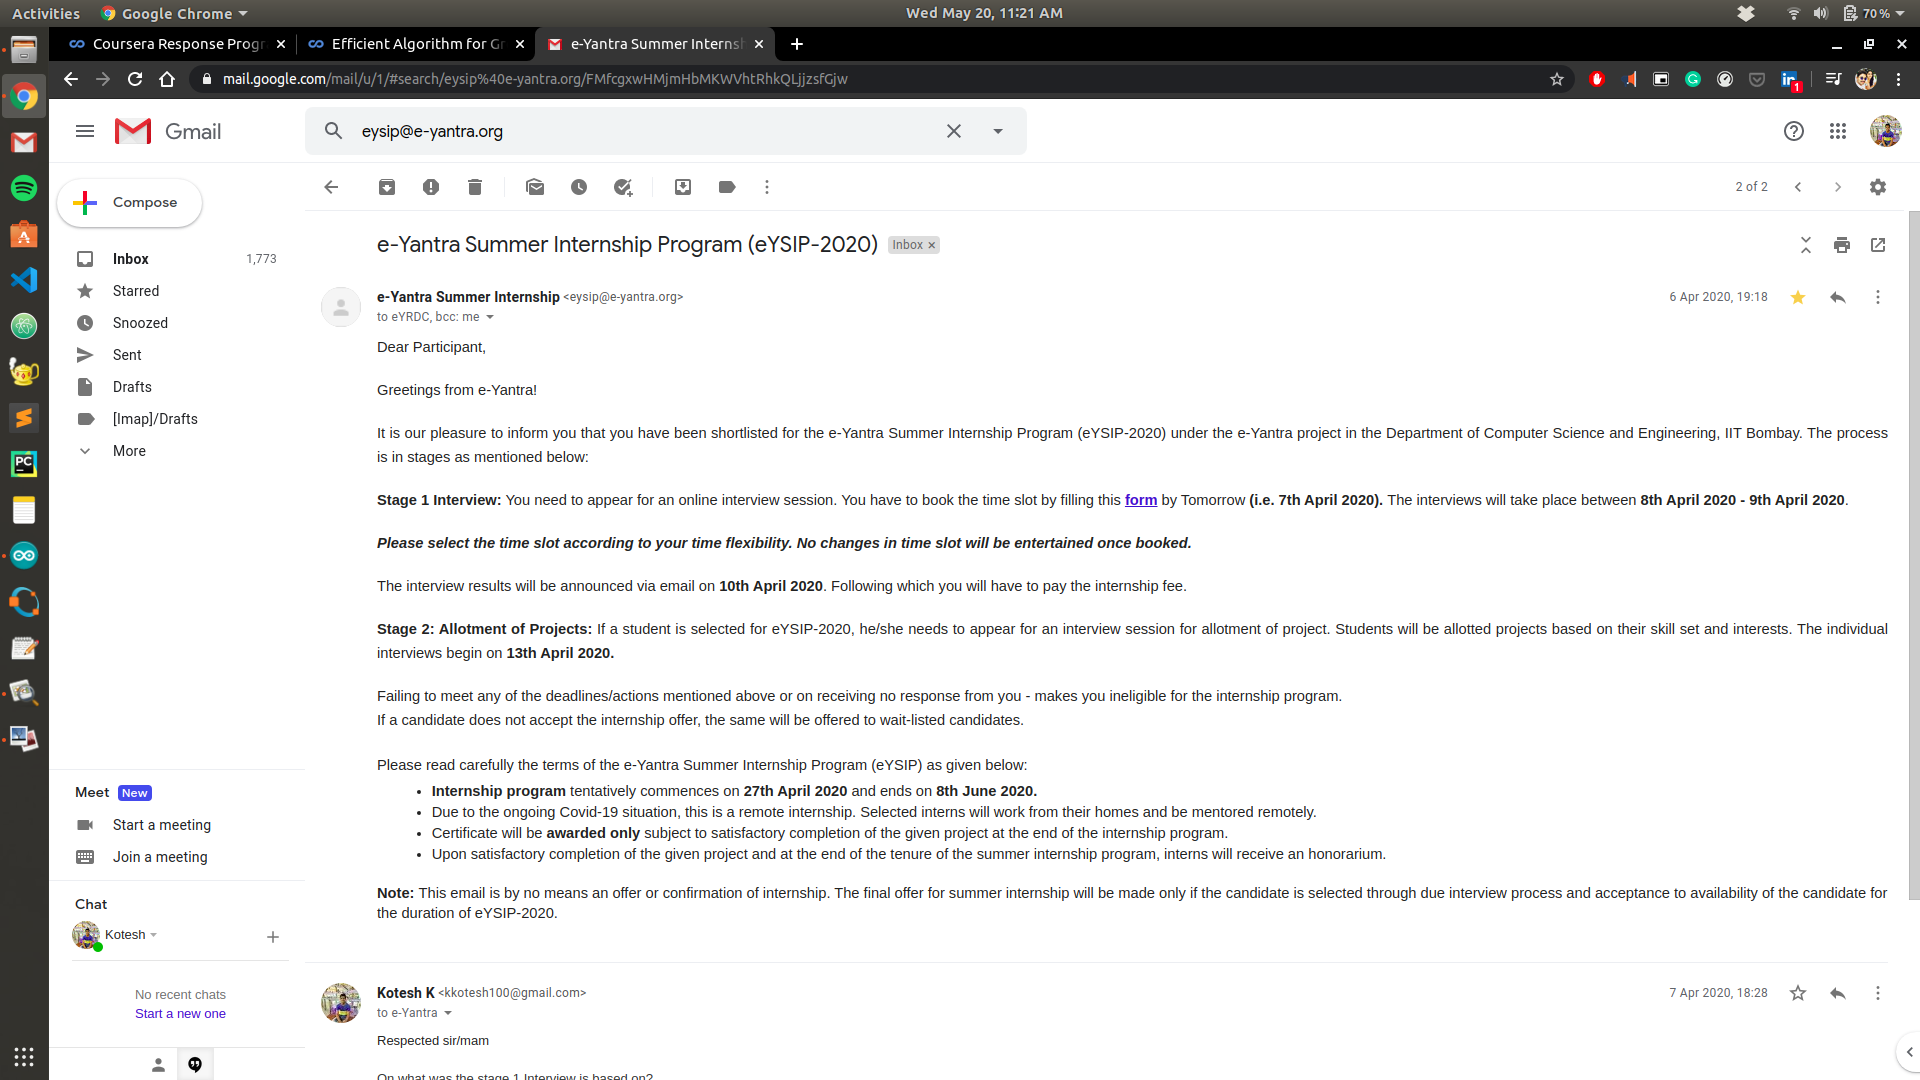 Activities Google Chrome Wed May 20, 11:21 AM 70 %
Coursera Response Progr Efficient Algorithm for Gr e-Yantra Summer Internsh
mail.google.com/mail/u/1/#search/eysip%40e-yantra.org/FMfcgxwHMjmHbMKWVhtRhkQLjjzsfGjw
1
Gmail
eysip@e-yantra.org
Compose
2 of 2
Inbox 1,773
Starred
Snoozed
Sent
Drafts
[Imap]/Drafts
More
Meet New
Start a meeting
Join a meeting
Chat
Kotesh
No recent chats
Start a new one
e-Yantra Summer Internship Program (eYSIP-2020) Inbox
e-Yantra Summer Internship <eysip@e-yantra.org> 6 Apr 2020, 19:18
to eYRDC, bcc: me
Dear Participant,
Greetings from e-Yantra!
It is our pleasure to inform you that you have been shortlisted for the e-Yantra Summer Internship Program (eYSIP-2020) under the e-Yantra project in the Department of Computer Science and Engineering, IIT Bombay. The process
is in stages as mentioned below:
Stage 1 Interview: You need to appear for an online interview session. You have to book the time slot by filling this form by Tomorrow (i.e. 7th April 2020). The interviews will take place between 8th April 2020 - 9th April 2020.
Please select the time slot according to your time flexibility. No changes in time slot will be entertained once booked.
The interview results will be announced via email on 10th April 2020. Following which you will have to pay the internship fee.
Stage 2: Allotment of Projects: If a student is selected for eYSIP-2020, he/she needs to appear for an interview session for allotment of project. Students will be allotted projects based on their skill set and interests. The individual
interviews begin on 13th April 2020.
Failing to meet any of the deadlines/actions mentioned above or on receiving no response from you - makes you ineligible for the internship program.
If a candidate does not accept the internship offer, the same will be offered to wait-listed candidates.
Please read carefully the terms of the e-Yantra Summer Internship Program (eYSIP) as given below:
• Internship program tentatively commences on 27th April 2020 and ends on 8th June 2020.
• Due to the ongoing Covid-19 situation, this is a remote internship. Selected interns will work from their homes and be mentored remotely.
• Certificate will be awarded only subject to satisfactory completion of the given project at the end of the internship program.
• Upon satisfactory completion of the given project and at the end of the tenure of the summer internship program, interns will receive an honorarium.
Note: This email is by no means an offer or confirmation of internship. The final offer for summer internship will be made only if the candidate is selected through due interview process and acceptance to availability of the candidate for
the duration of eYSIP-2020.
Kotesh K <kkotesh100@gmail.com> 7 Apr 2020, 18:28
to e-Yantra
Respected sir/mam
On what was the stage 1 Interview is based on?